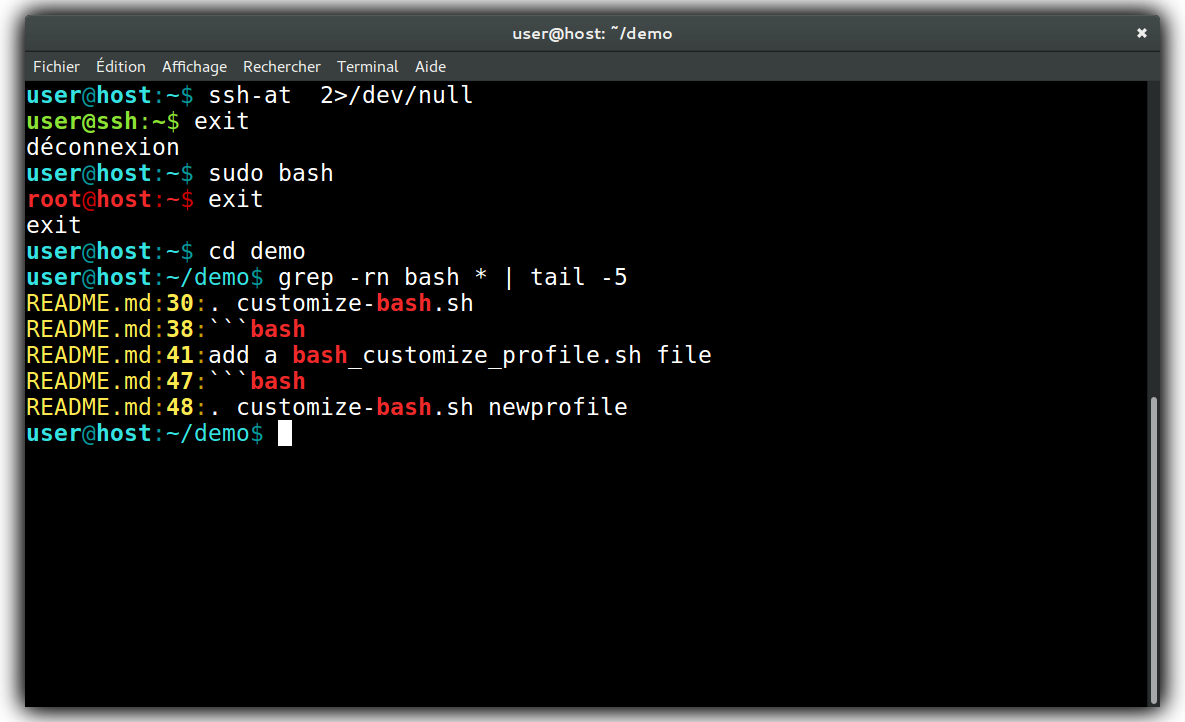 user@host: ~/demo
Fichier Édition Affichage Rechercher Terminal Aide
user@host:~$ ssh-at  2>/dev/null
user@ssh:~$ exit
déconnexion
user@host:~$ sudo bash
root@host:~$ exit
exit
user@host:~$ cd demo
user@host:~/demo$ grep -rn bash * | tail -5
README.md:30:. customize-bash.sh
README.md:38:```bash
README.md:41:add a bash_customize_profile.sh file
README.md:47:```bash
README.md:48:. customize-bash.sh newprofile
user@host:~/demo$